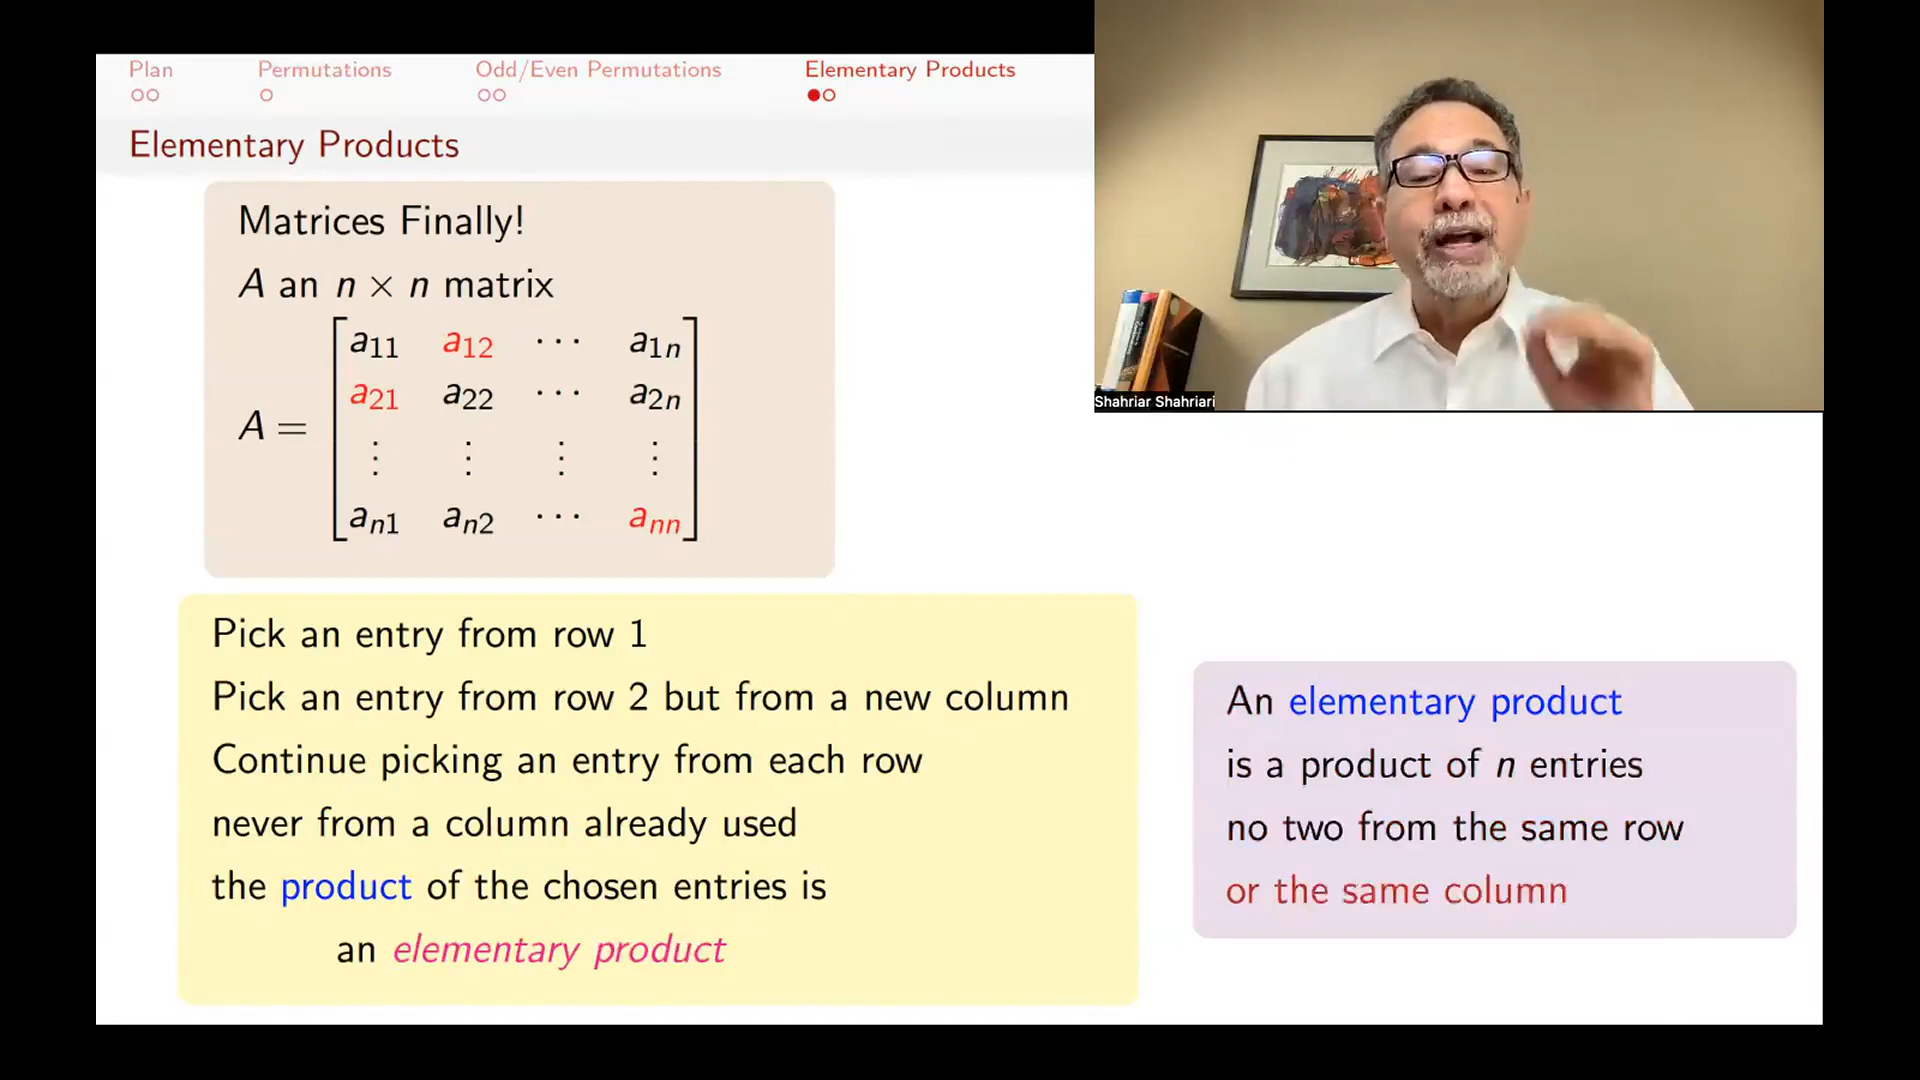 Plan Permutations Odd/Even Permutations Elementary Products
Elementary Products
Matrices Finally!
A an n × n matrix
A =
a11 a12 ··· a1n
a21 a22 ··· a2n
⋮ ⋮ ⋮ ⋮
an1 an2 ··· ann
Pick an entry from row 1
Pick an entry from row 2 but from a new column
Continue picking an entry from each row
never from a column already used
the product of the chosen entries is
an elementary product
An elementary product
is a product of n entries
no two from the same row
or the same column
Shahriar Shahriari